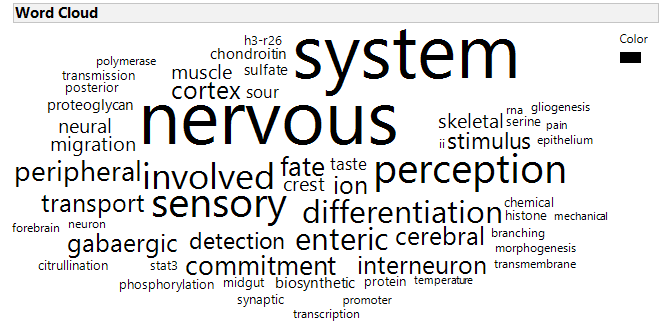 Word Cloud
Color
h3-r26
system
polymerase
chondroitin
transmission
muscle
sulfate
posterior
cortex
sour
proteoglycan
nervous
rna
gliogenesis
neural
skeletal
serine
pain
migration
ii
stimulus
epithelium
peripheral
involved
fate
taste
perception
crest
ion
transport
sensory
differentiation
chemical
histone
mechanical
forebrain
neuron
gabaergic
detection
enteric
cerebral
branching
morphogenesis
citrullination
stat3
commitment
interneuron
transmembrane
phosphorylation
midgut
biosynthetic
protein
temperature
synaptic
promoter
transcription